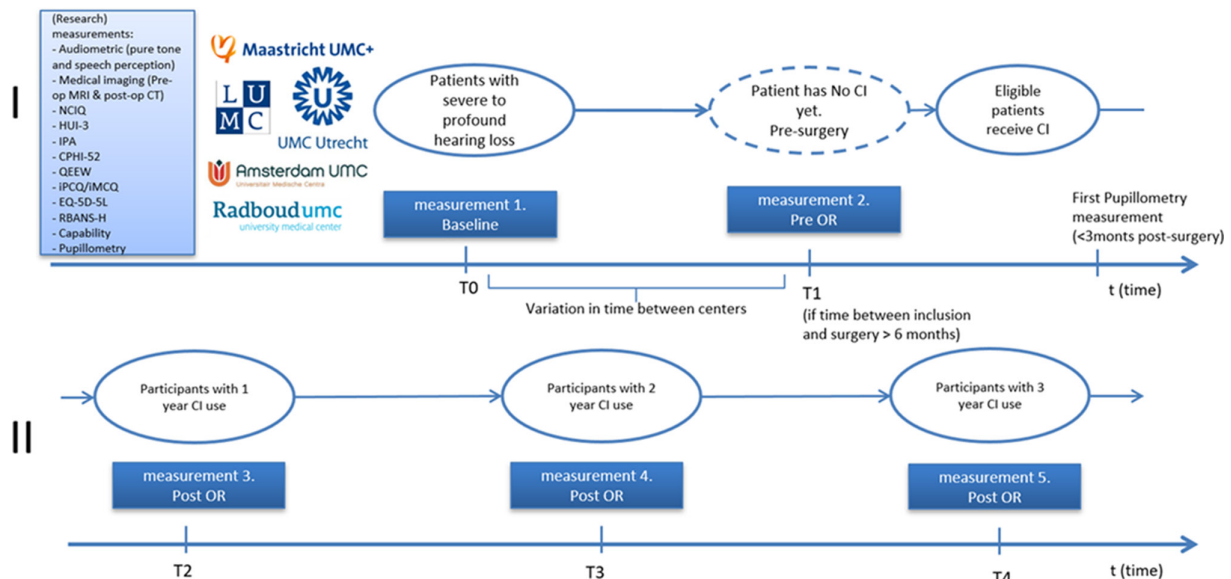 I
(Research)
measurements:
- Audiometric (pure tone
and speech perception)
- Medical imaging (Pre-
op MRI & post-op CT)
- NCIQ
- HUI-3
- IPA
- CPHI-52
- QEEW
- iPCQ/iMCQ
- EQ-5D-5L
- RBANS-H
- Capability
- Pupillometry
Maastricht UMC+
L U
M C
U
UMC Utrecht
Amsterdam UMC
Universitair Medische Centra
Radboudumc
university medical center
Patients with
severe to
profound
hearing loss
Patient has No CI
yet.
Pre-surgery
Eligible
patients
receive CI
measurement 1.
Baseline
measurement 2.
Pre OR
First Pupillometry
measurement
(<3monts post-surgery)
T0
T1
t (time)
Variation in time between centers
(if time between inclusion
and surgery > 6 months)
II
Participants with 1
year CI use
Participants with 2
year CI use
Participants with 3
year CI use
measurement 3.
Post OR
measurement 4.
Post OR
measurement 5.
Post OR
T2
T3
T4
t (time)